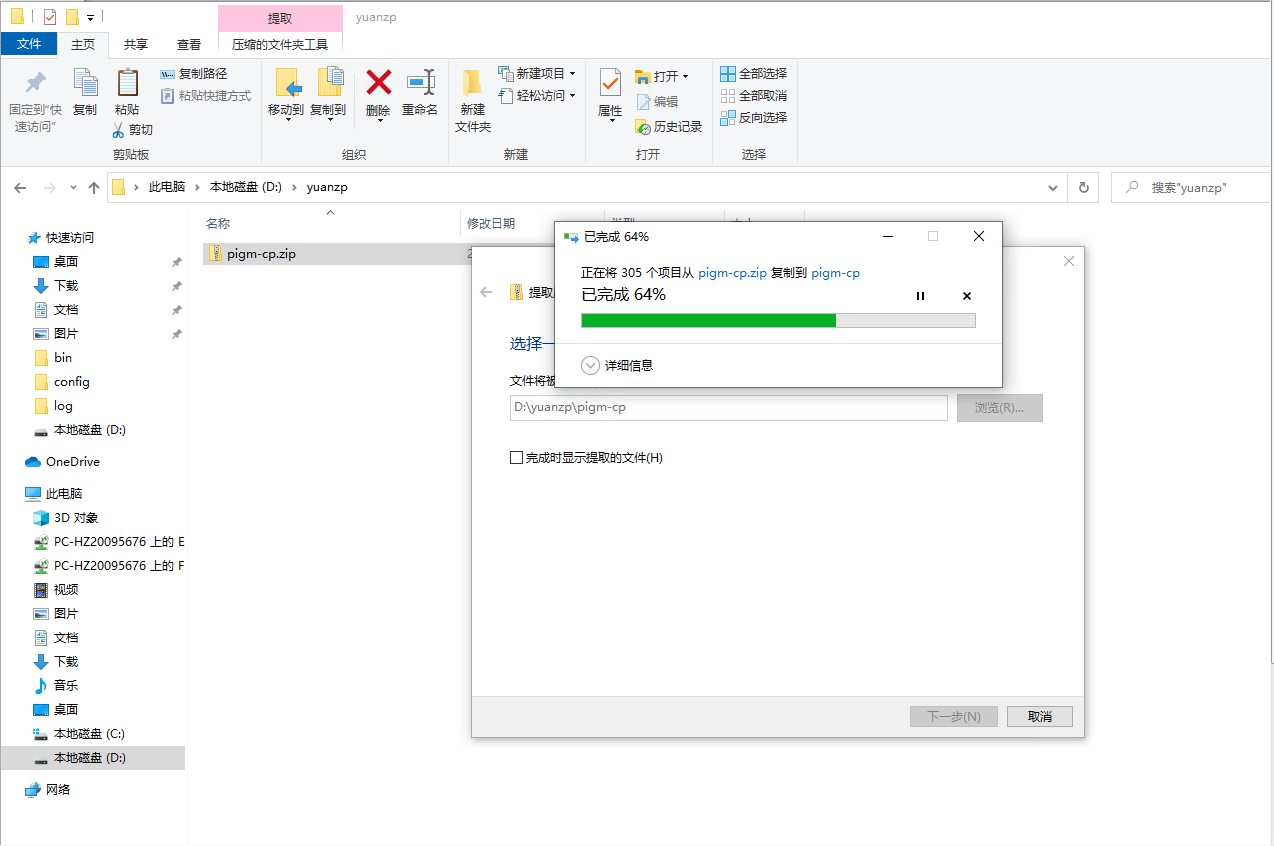 提取
yuanzp
文件
主页
共享
查看
压缩的文件夹工具
固定到"快
速访问"
复制
粘贴
复制路径
粘贴快捷方式
剪切
剪贴板
移动到
复制到
删除
重命名
组织
新建
文件夹
新建项目
轻松访问
新建
属性
打开
编辑
历史记录
打开
全部选择
全部取消
反向选择
选择
此电脑
本地磁盘 (D:)
yuanzp
搜索"yuanzp"
名称
修改日期
pigm-cp.zip
快速访问
桌面
下载
文档
图片
bin
config
log
本地磁盘 (D:)
OneDrive
此电脑
3D 对象
PC-HZ20095676 上的 E
PC-HZ20095676 上的 F
视频
图片
文档
下载
音乐
桌面
本地磁盘 (C:)
本地磁盘 (D:)
网络
已完成 64%
正在将 305 个项目从 pigm-cp.zip 复制到 pigm-cp
已完成 64%
详细信息
提取
选择一
文件将被
D:\yuanzp\pigm-cp
浏览(R)...
完成时显示提取的文件(H)
下一步(N)
取消